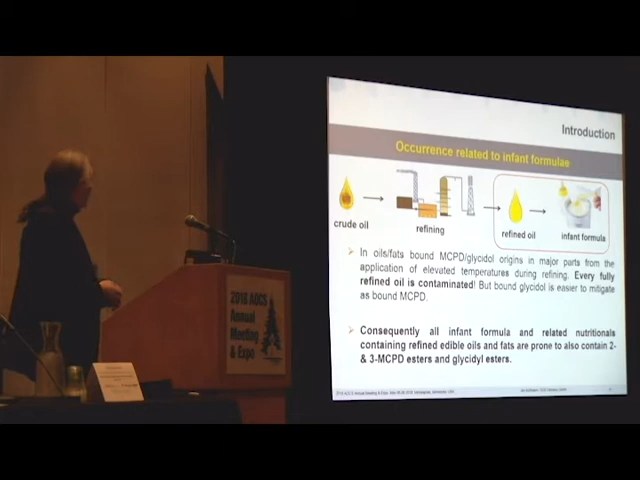 Introduction
Occurrence related to infant formulae
crude oil
refining
refined oil
infant formula
In oils/fats bound MCPD/glycidol origins in major parts from the
application of elevated temperatures during refining. Every fully
refined oil is contaminated! But bound glycidol is easier to mitigate
as bound MCPD.
Consequently all infant formula and related nutritionals
containing refined edible oils and fats are prone to also contain 2-
& 3-MCPD esters and glycidyl esters.
2016 AOCS
Annual
Meeting
& Expo